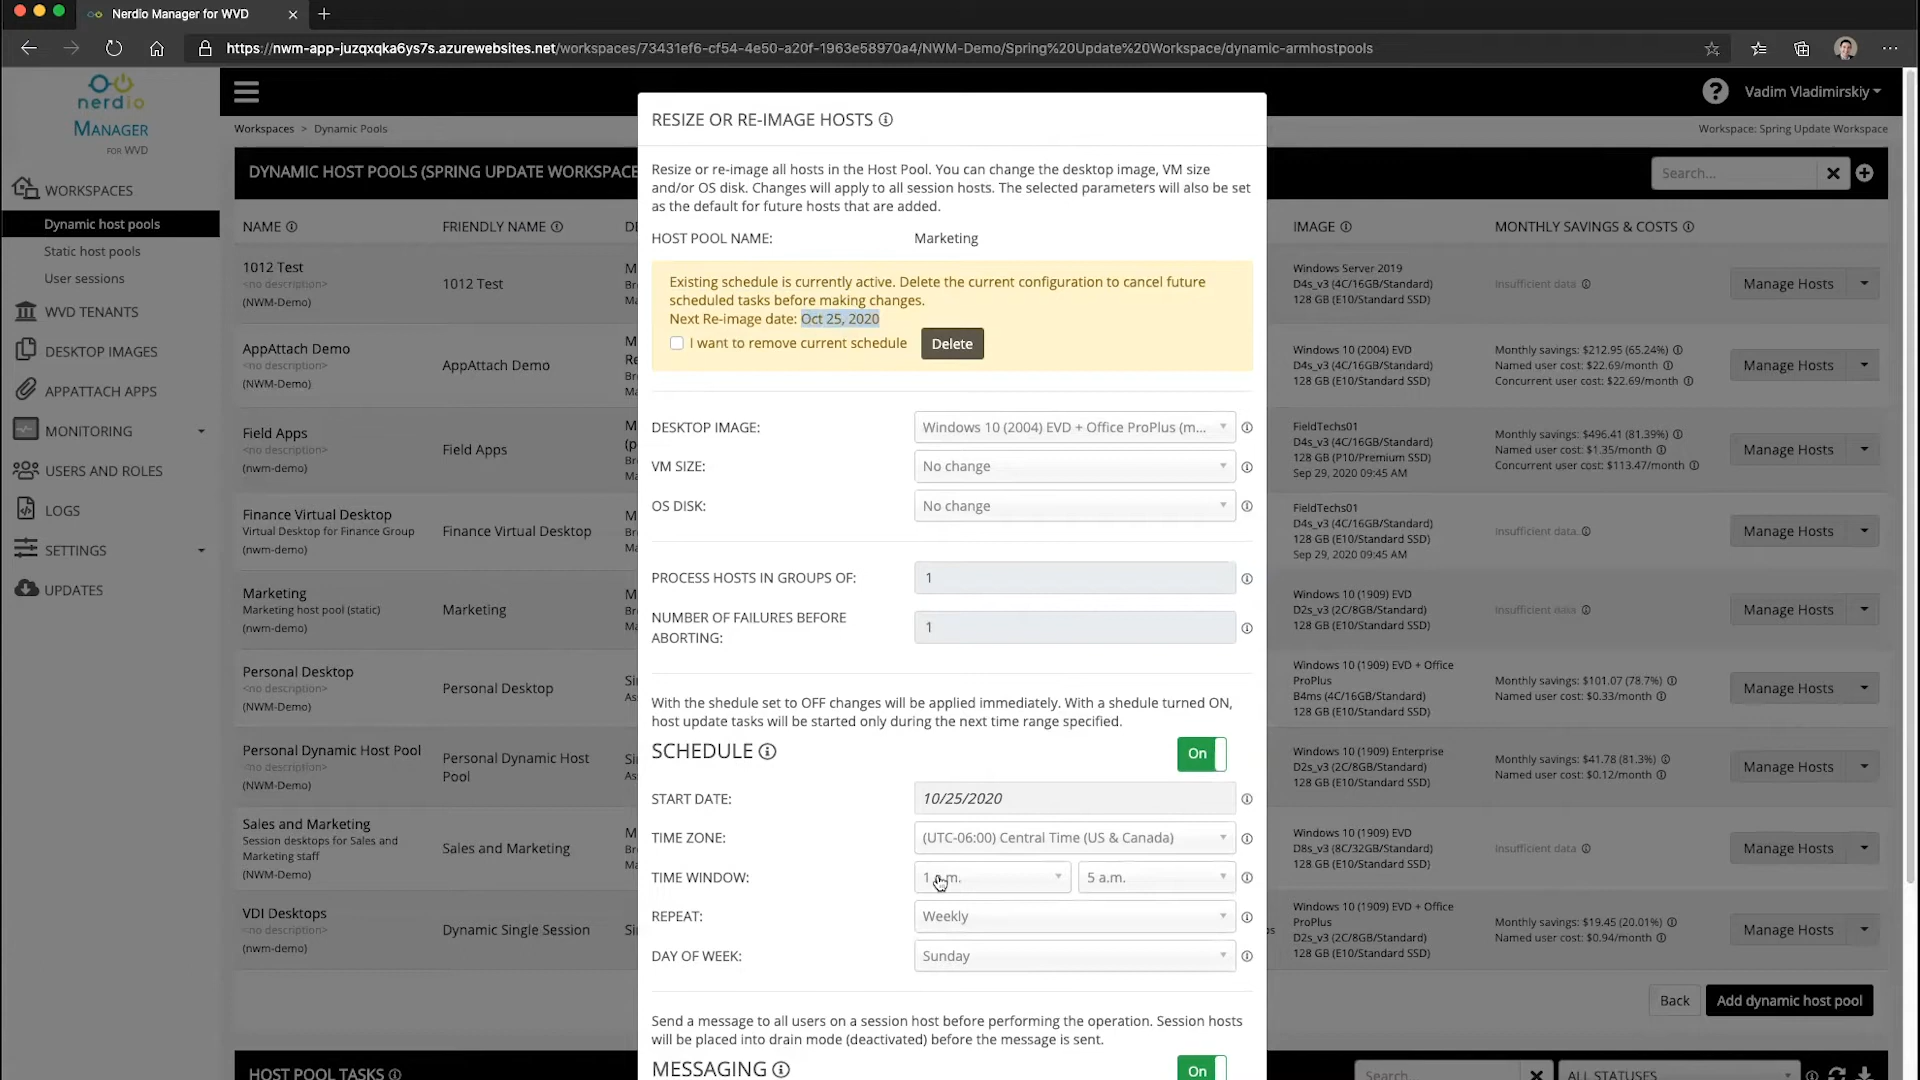 Nerdio Manager for WVD
https://nwm-app-juzqxqka6ys7s.azurewebsites.net/workspaces/73431ef6-cf54-4e50-a20f-1963e58970a4/NWM-Demo/Spring%20Update%20Workspace/dynamic-armhostpools
nerdio
MANAGER
FOR WVD
Vadim Vladimirskiy
Workspaces > Dynamic Pools
Workspace: Spring Update Workspace
WORKSPACES
Dynamic host pools
Static host pools
User sessions
WVD TENANTS
DESKTOP IMAGES
APPATTACH APPS
MONITORING
USERS AND ROLES
LOGS
SETTINGS
UPDATES
DYNAMIC HOST POOLS (SPRING UPDATE WORKSPACE
Search...
NAME
FRIENDLY NAME
DE
IMAGE
MONTHLY SAVINGS & COSTS
1012 Test
<no description>
(NWM-Demo)
1012 Test
Windows Server 2019
D4s_v3 (4C/16GB/Standard)
128 GB (E10/Standard SSD)
Insufficient data
Manage Hosts
AppAttach Demo
<no description>
(NWM-Demo)
AppAttach Demo
Windows 10 (2004) EVD
D4s_v3 (4C/16GB/Standard)
128 GB (E10/Standard SSD)
Monthly savings: $212.95 (65.24%)
Named user cost: $22.69/month
Concurrent user cost: $22.69/month
Manage Hosts
Field Apps
<no description>
(nwm-demo)
Field Apps
FieldTechs01
D4s_v3 (4C/16GB/Standard)
128 GB (P10/Premium SSD)
Sep 29, 2020 09:45 AM
Monthly savings: $496.41 (81.39%)
Named user cost: $1.35/month
Concurrent user cost: $113.47/month
Manage Hosts
Finance Virtual Desktop
Virtual Desktop for Finance Group
(nwm-demo)
Finance Virtual Desktop
FieldTechs01
D4s_v3 (4C/16GB/Standard)
128 GB (E10/Standard SSD)
Sep 29, 2020 09:45 AM
Insufficient data
Manage Hosts
Marketing
Marketing host pool (static)
(nwm-demo)
Marketing
Windows 10 (1909) EVD
D2s_v3 (2C/8GB/Standard)
128 GB (E10/Standard SSD)
Insufficient data
Manage Hosts
Personal Desktop
<no description>
(NWM-Demo)
Personal Desktop
Windows 10 (1909) EVD + Office
ProPlus
B4ms (4C/16GB/Standard)
128 GB (E10/Standard SSD)
Monthly savings: $101.07 (78.7%)
Named user cost: $0.33/month
Manage Hosts
Personal Dynamic Host Pool
<no description>
(NWM-Demo)
Personal Dynamic Host
Pool
Windows 10 (1909) Enterprise
D2s_v3 (2C/8GB/Standard)
128 GB (E10/Standard SSD)
Monthly savings: $41.78 (81.3%)
Named user cost: $0.12/month
Manage Hosts
Sales and Marketing
Session desktops for Sales and
Marketing staff
(nwm-demo)
Sales and Marketing
Windows 10 (1909) EVD
D8s_v3 (8C/32GB/Standard)
128 GB (E10/Standard SSD)
Insufficient data
Manage Hosts
VDI Desktops
<no description>
(nwm-demo)
Dynamic Single Session
Windows 10 (1909) EVD + Office
ProPlus
D2s_v3 (2C/8GB/Standard)
128 GB (E10/Standard SSD)
Monthly savings: $19.45 (20.01%)
Named user cost: $0.94/month
Manage Hosts
Back
Add dynamic host pool
HOST POOL TASKS
Search...
ALL STATUSES
RESIZE OR RE-IMAGE HOSTS
Resize or re-image all hosts in the Host Pool. You can change the desktop image, VM size
and/or OS disk. Changes will apply to all session hosts. The selected parameters will also be set
as the default for future hosts that are added.
HOST POOL NAME: Marketing
Existing schedule is currently active. Delete the current configuration to cancel future
scheduled tasks before making changes.
Next Re-image date: Oct 25, 2020
I want to remove current schedule
Delete
DESKTOP IMAGE: Windows 10 (2004) EVD + Office ProPlus (m...
VM SIZE: No change
OS DISK: No change
PROCESS HOSTS IN GROUPS OF: 1
NUMBER OF FAILURES BEFORE
ABORTING: 1
With the shedule set to OFF changes will be applied immediately. With a shedule turned ON,
host update tasks will be started only during the next time range specified.
SCHEDULE On
START DATE: 10/25/2020
TIME ZONE: (UTC-06:00) Central Time (US & Canada)
TIME WINDOW: 1 a.m. 5 a.m.
REPEAT: Weekly
DAY OF WEEK: Sunday
Send a message to all users on a session host before performing the operation. Session hosts
will be placed into drain mode (deactivated) before the message is sent.
MESSAGING On